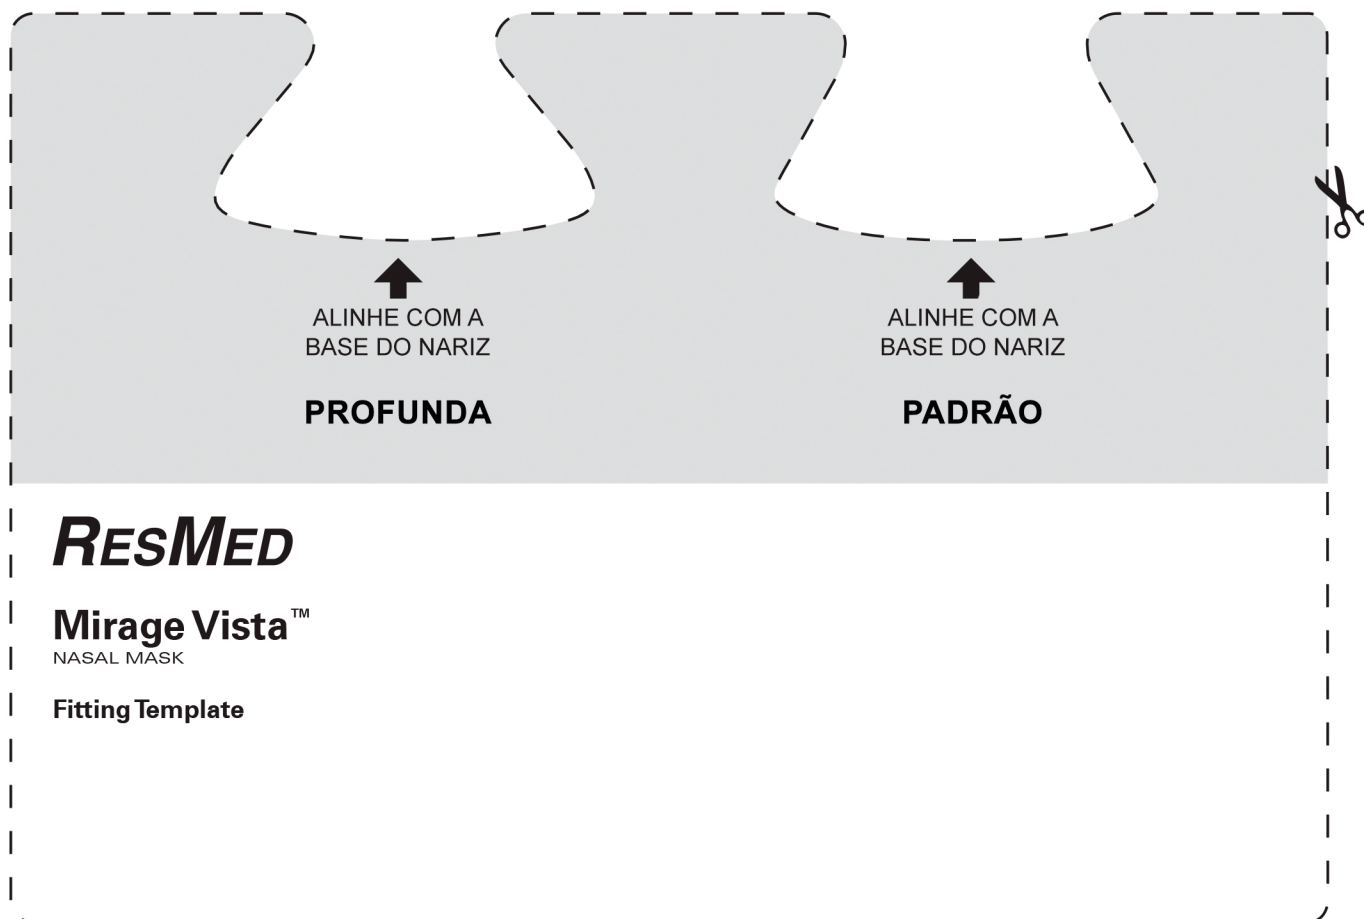 ALINHE COM A
BASE DO NARIZ
PROFUNDA
ALINHE COM A
BASE DO NARIZ
PADRÃO
RESMED
Mirage Vista™
NASAL MASK
Fitting Template